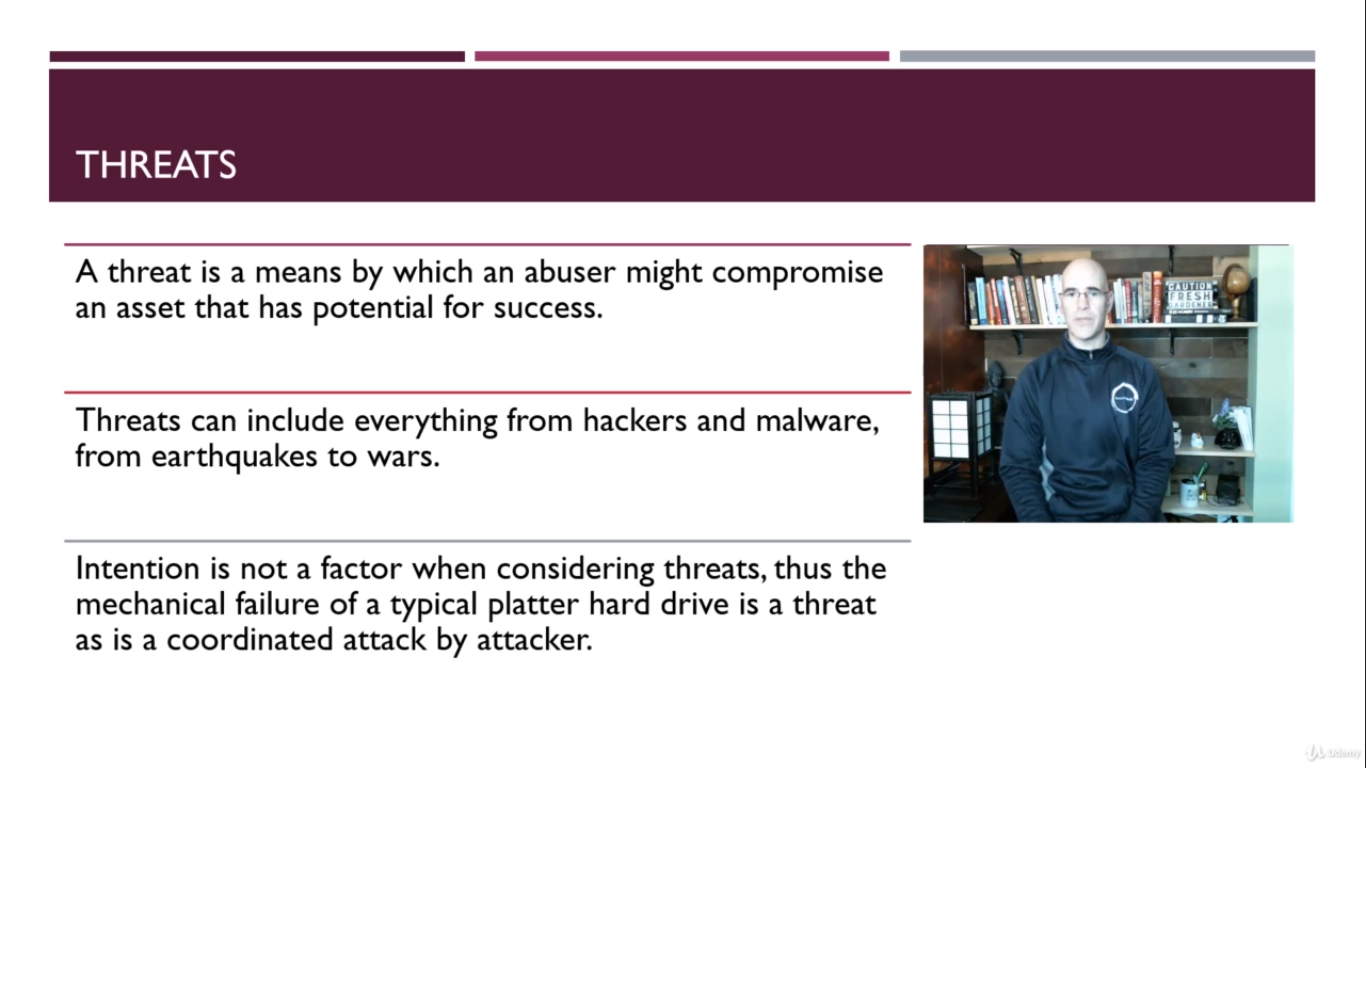 THREATS
A threat is a means by which an abuser might compromise
an asset that has potential for success.
Threats can include everything from hackers and malware,
from earthquakes to wars.
Intention is not a factor when considering threats, thus the
mechanical failure of a typical platter hard drive is a threat
as is a coordinated attack by attacker.
CAUTION
FRESH
GARDENER
Udemy